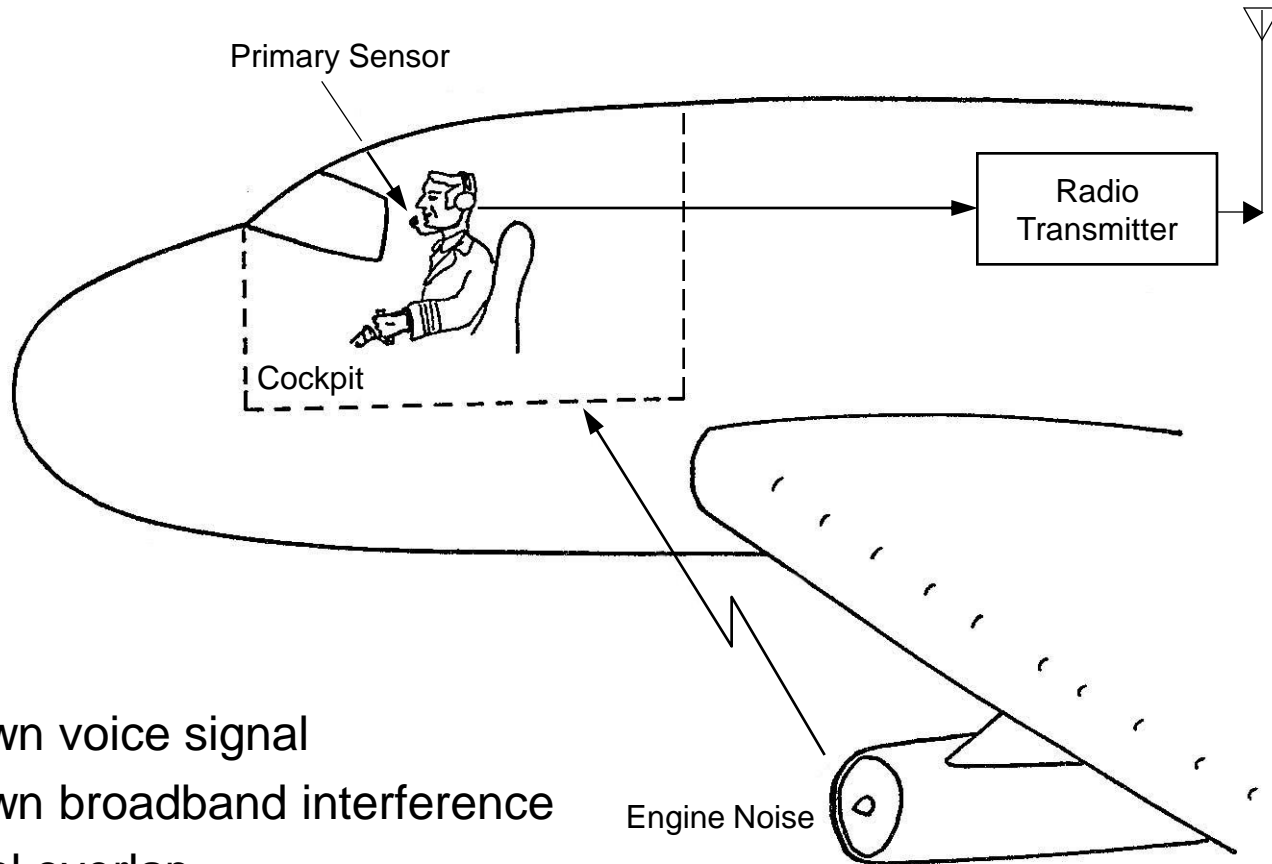 Primary Sensor
Radio
Transmitter
Cockpit
wn voice signal
wn broadband interference
Engine Noise